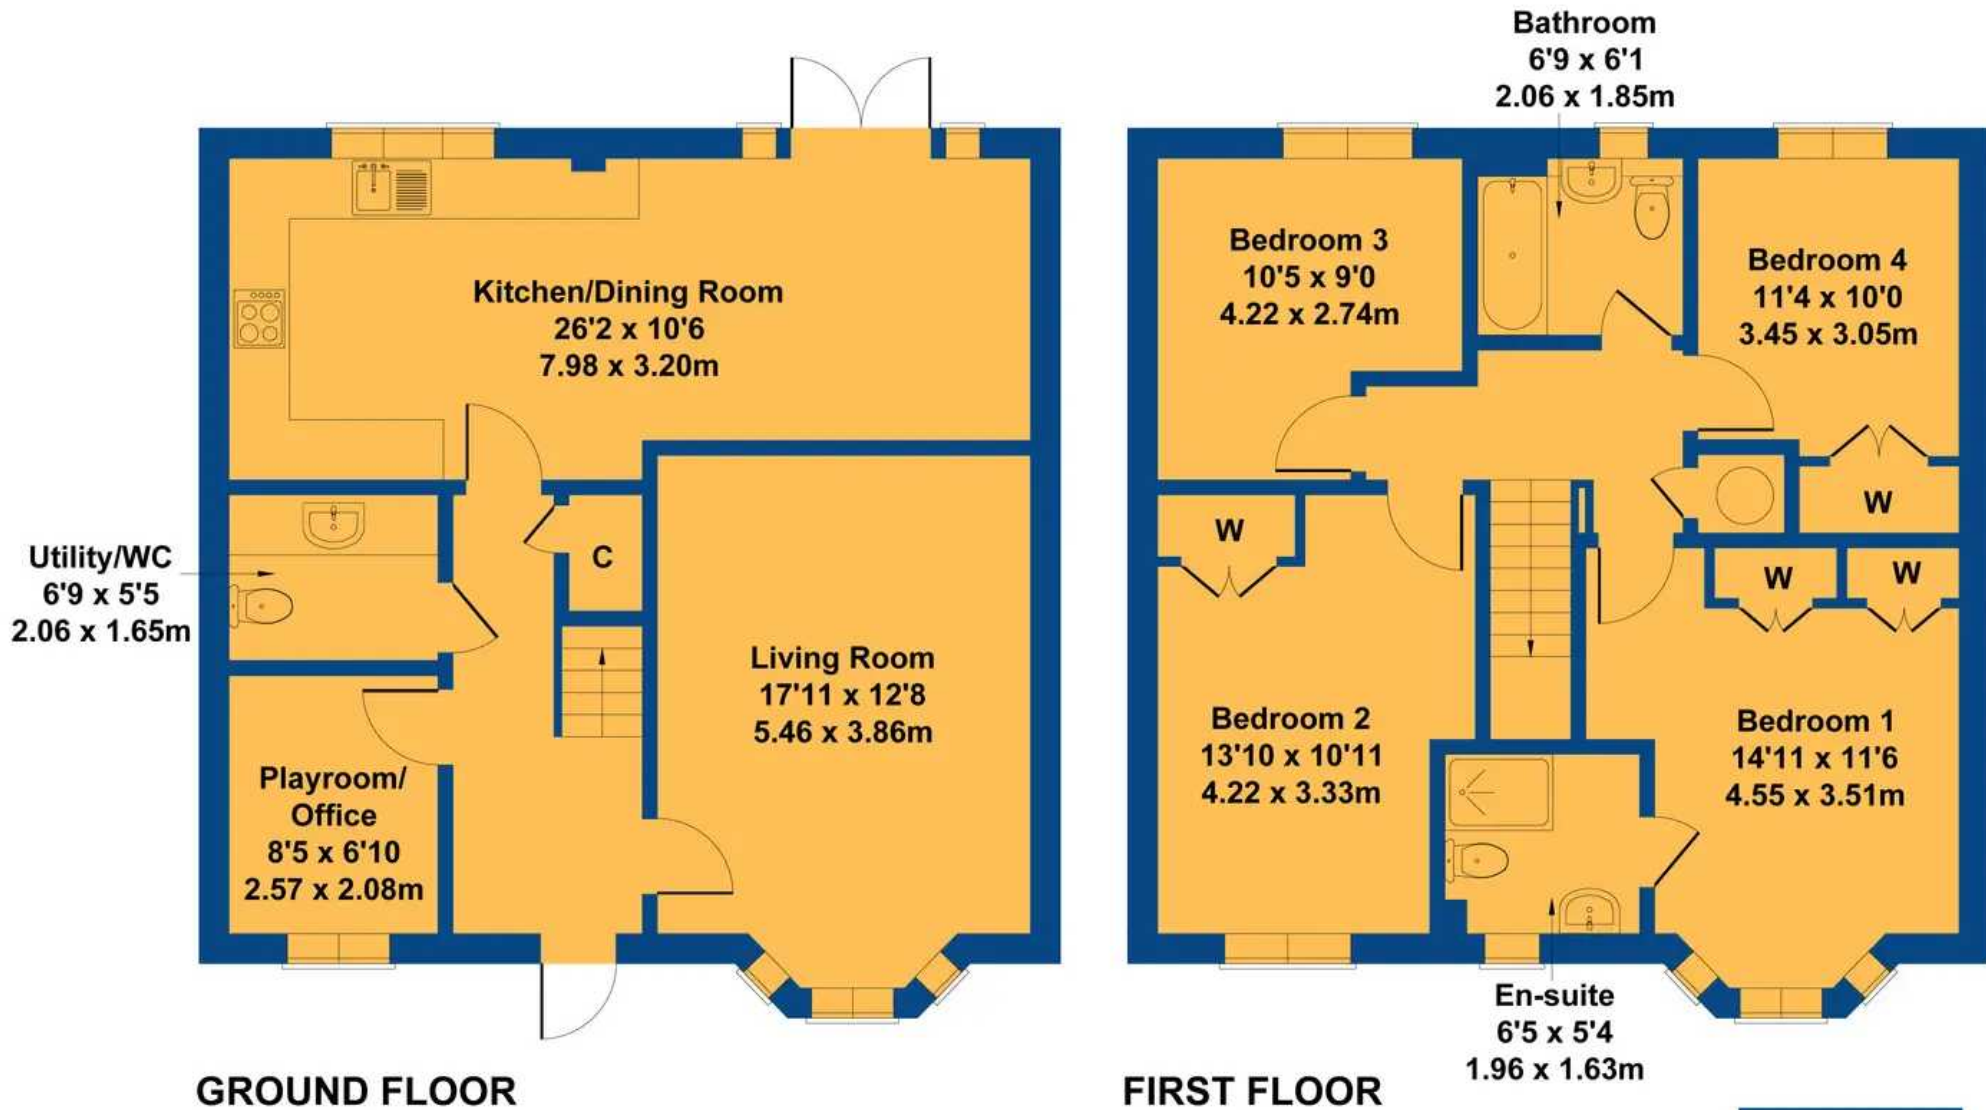 Kitchen/Dining Room
26'2 x 10'6
7.98 x 3.20m
Utility/WC
6'9 x 5'5
2.06 x 1.65m
C
Living Room
17'11 x 12'8
5.46 x 3.86m
Playroom/
Office
8'5 x 6'10
2.57 x 2.08m
GROUND FLOOR
Bathroom
6'9 x 6'1
2.06 x 1.85m
Bedroom 3
10'5 x 9'0
4.22 x 2.74m
Bedroom 4
11'4 x 10'0
3.45 x 3.05m
W
W
W
W
Bedroom 2
13'10 x 10'11
4.22 x 3.33m
Bedroom 1
14'11 x 11'6
4.55 x 3.51m
En-suite
6'5 x 5'4
1.96 x 1.63m
FIRST FLOOR